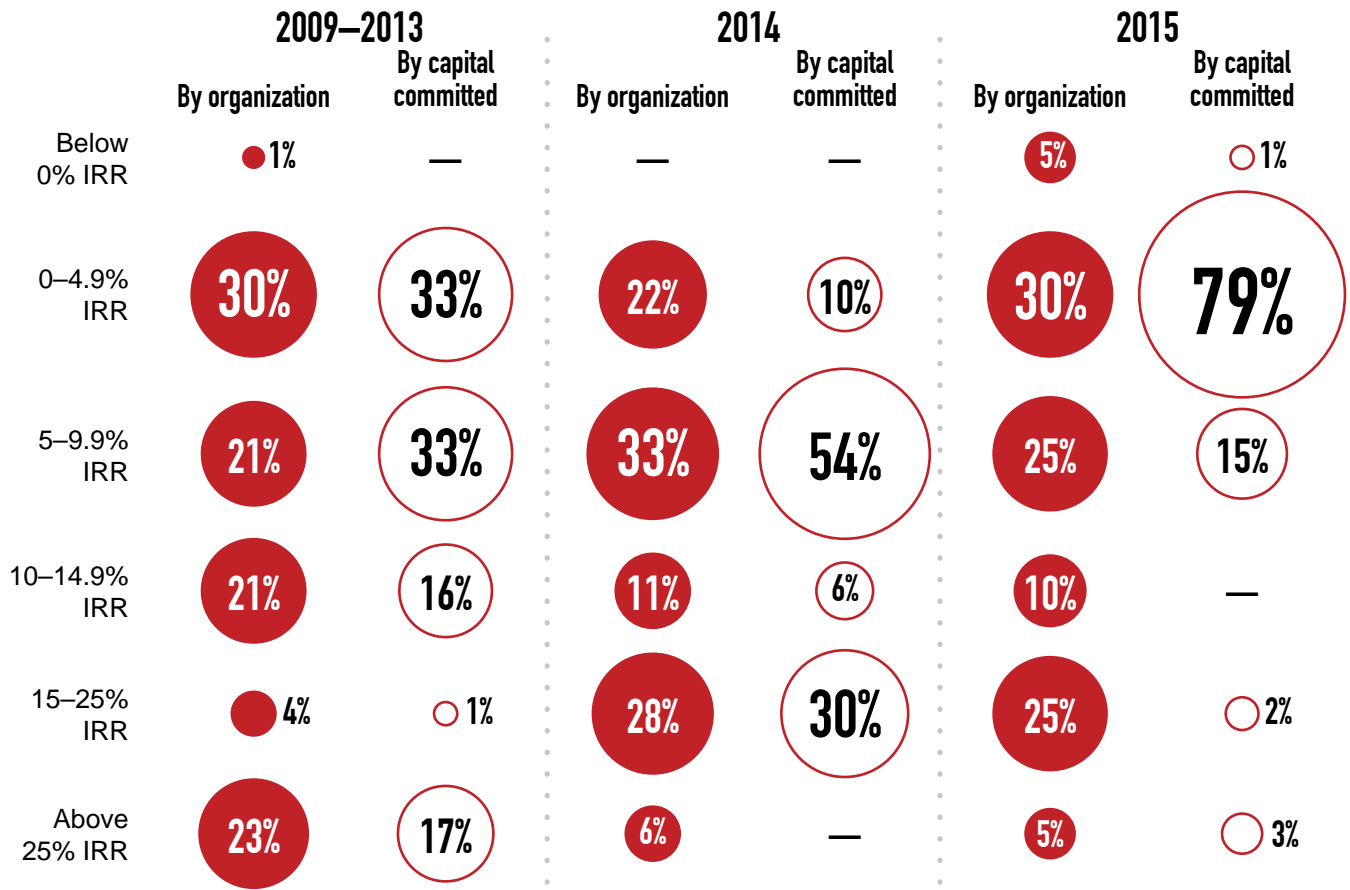 2009–2013
2014
2015
By organization
By capital
committed
By organization
By capital
committed
By organization
By capital
committed
Below
0% IRR
1%
—
—
—
5%
1%
0–4.9%
IRR
30%
33%
22%
10%
30%
79%
5–9.9%
IRR
21%
33%
33%
54%
25%
15%
10–14.9%
IRR
21%
16%
11%
6%
10%
—
15–25%
IRR
4%
1%
28%
30%
25%
2%
Above
25% IRR
23%
17%
6%
—
5%
3%